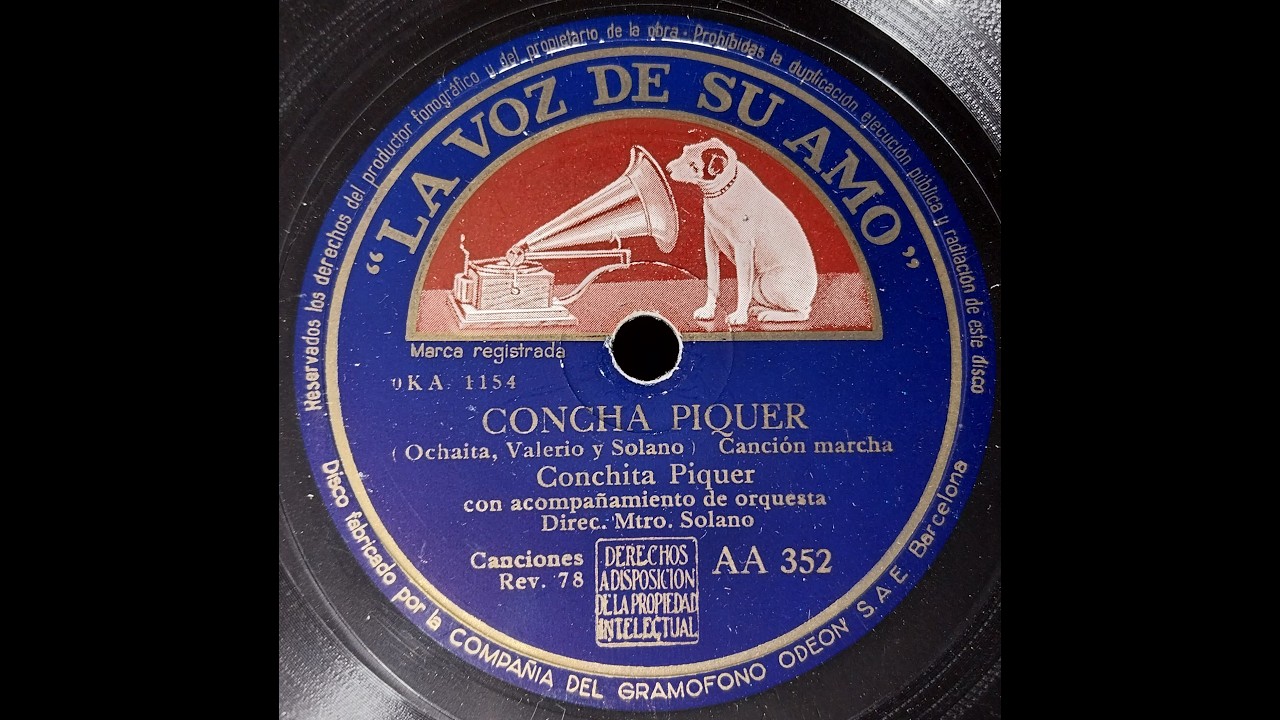 Reservados los derechos del productor fonográfico y del propietario de la obra · Prohibidas la duplicación ejecución pública y radiación de este disco
"LA VOZ DE SU AMO"
Marca registrada
0KA. 1154
CONCHA PIQUER
(Ochaita, Valerio y Solano) Canción marcha
Conchita Piquer
con acompañamiento de orquesta
Direc. Mtro. Solano
Canciones
Rev. 78
DERECHOS
A DISPOSICION
DE LA PROPIEDAD
INTELECTUAL
AA 352
Disco fabricado por la COMPAÑIA DEL GRAMOFONO ODEON S.A.E Barcelona